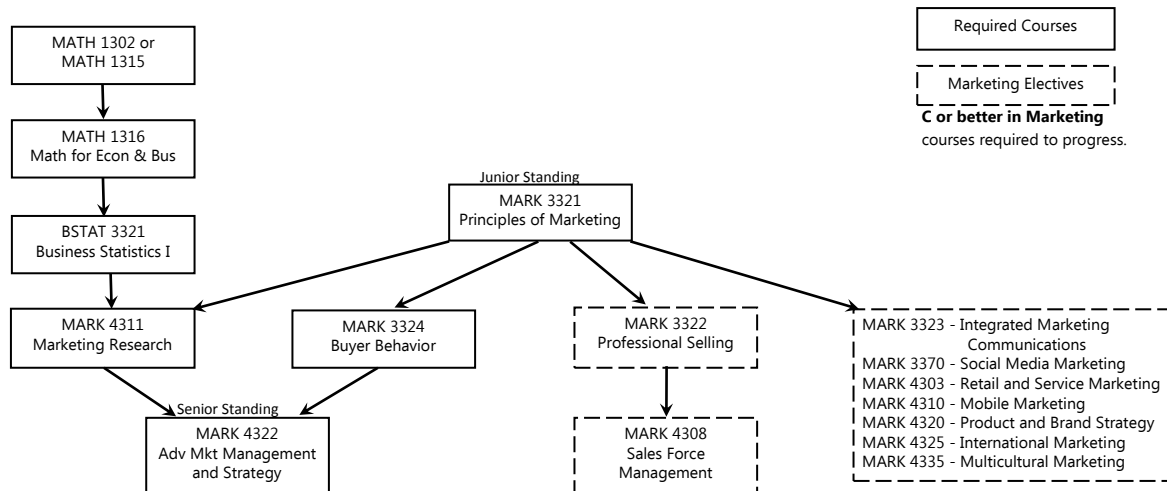 MATH 1302 or
MATH 1315
MATH 1316
Math for Econ & Bus
BSTAT 3321
Business Statistics I
Required Courses
Marketing Electives
C or better in Marketing
courses required to progress.
Junior Standing
MARK 3321
Principles of Marketing
MARK 4311
Marketing Research
MARK 3324
Buyer Behavior
MARK 3322
Professional Selling
MARK 3323 - Integrated Marketing
Communications
MARK 3370 - Social Media Marketing
MARK 4303 - Retail and Service Marketing
MARK 4310 - Mobile Marketing
MARK 4320 - Product and Brand Strategy
MARK 4325 - International Marketing
MARK 4335 - Multicultural Marketing
Senior Standing
MARK 4322
Adv Mkt Management
and Strategy
MARK 4308
Sales Force
Management